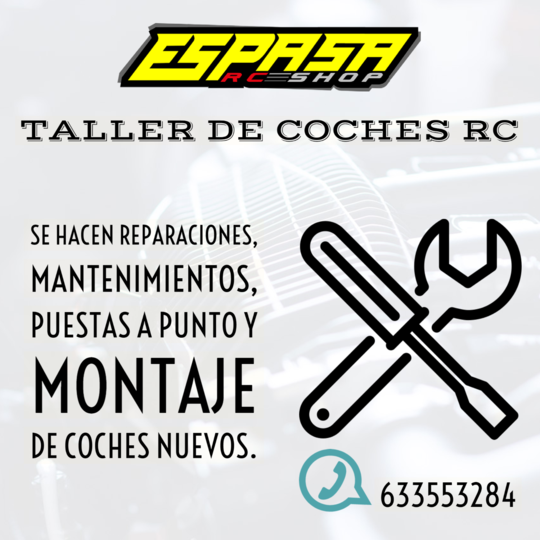 ESPASA
RC SHOP
TALLER DE COCHES RC
SE HACEN REPARACIONES,
MANTENIMIENTOS,
PUESTAS A PUNTO Y
MONTAJE
DE COCHES NUEVOS.
633553284